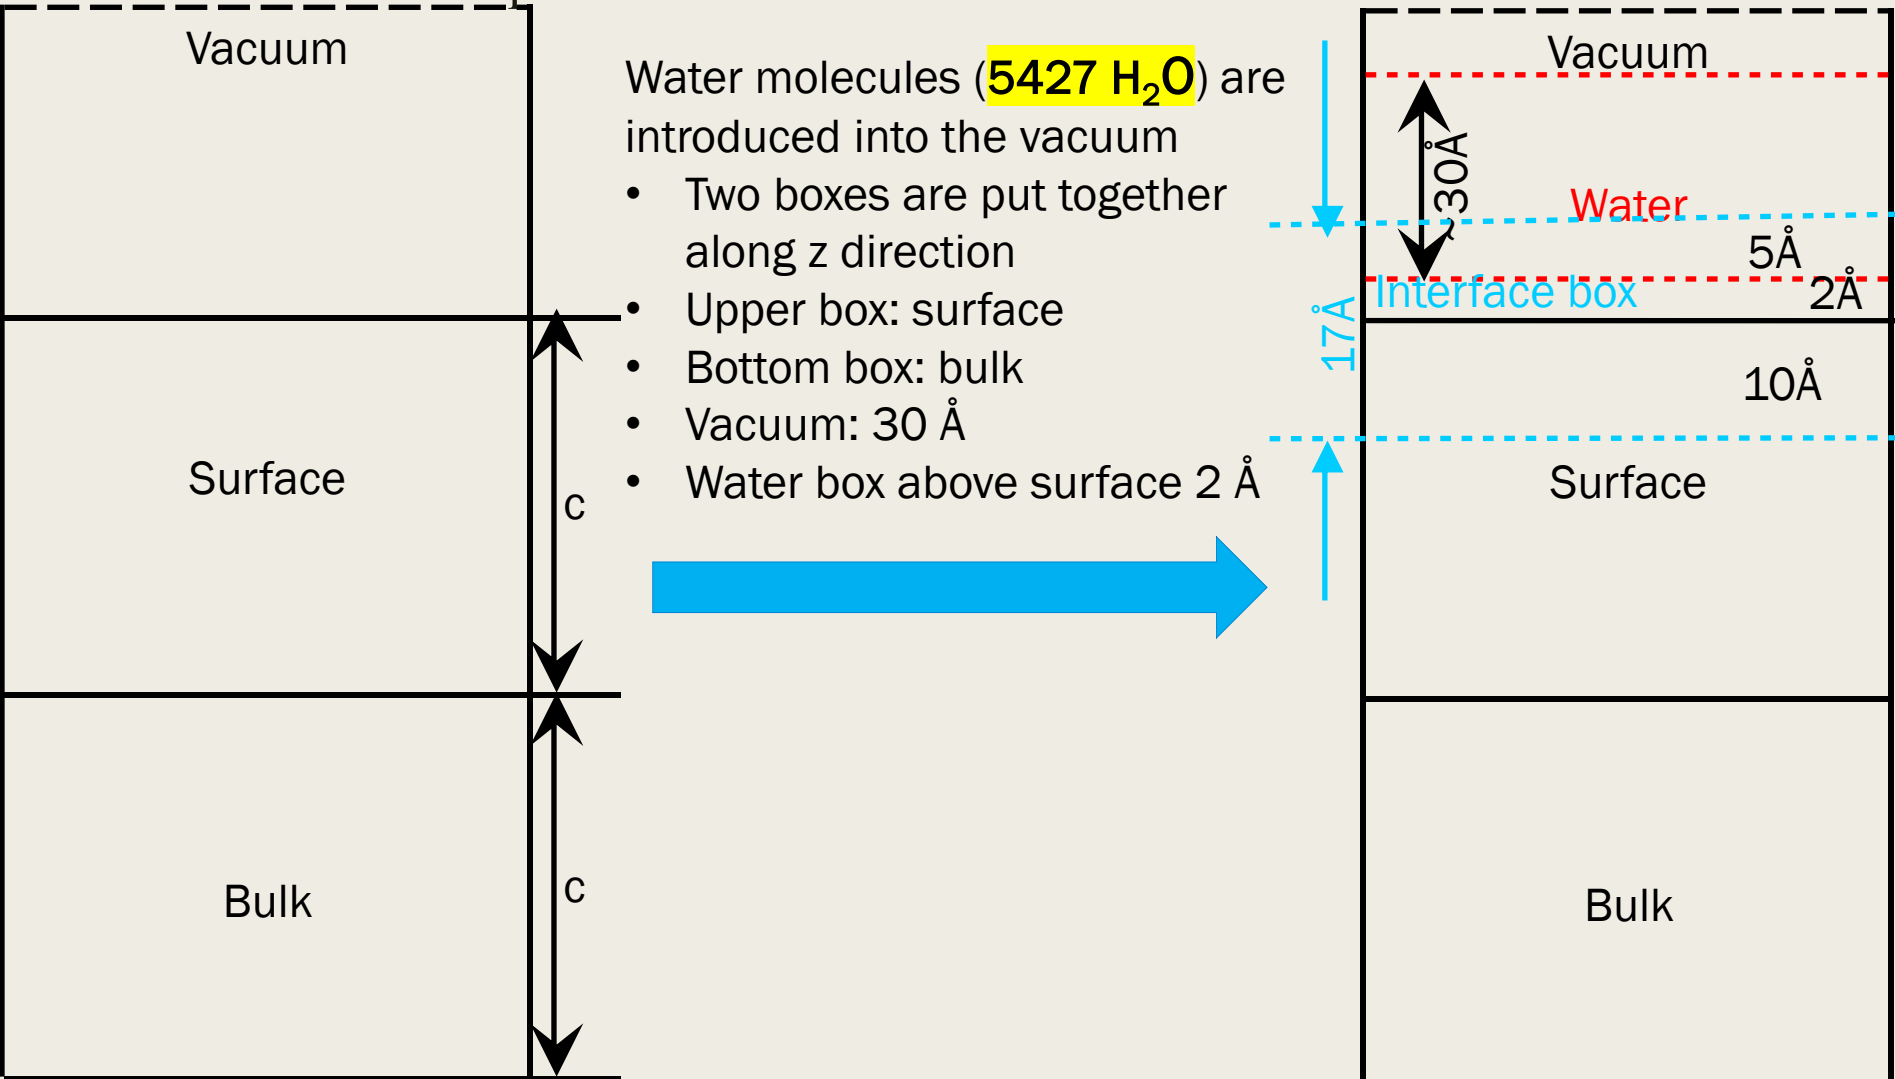 Vacuum
Surface
c
Bulk
c
Water molecules (5427 H₂O) are
introduced into the vacuum
• Two boxes are put together
along z direction
• Upper box: surface
• Bottom box: bulk
• Vacuum: 30 Å
• Water box above surface 2 Å
Vacuum
~30Å
Water
5Å
Interface box
2Å
17Å
10Å
Surface
Bulk